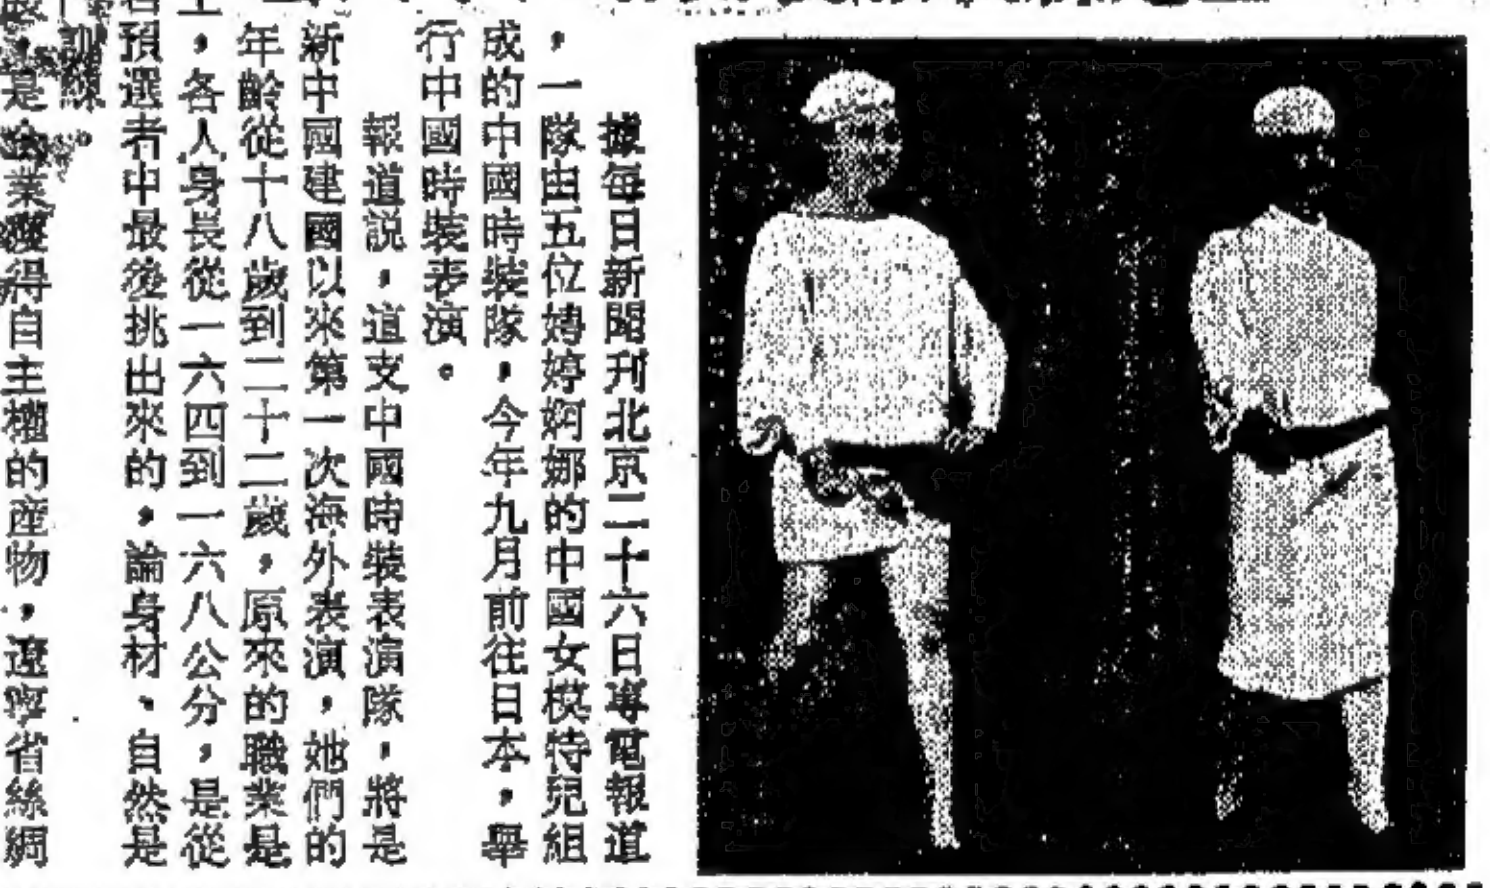 據每日新聞刊北京二十六日專電報道
，一隊由五位娉婷婀娜的中國女模特兒組
成的中國時裝隊，今年九月前往日本，舉
行中國時裝表演。
報道説，這支中國時裝表演隊，將是
新中國建國以來第一次海外表演，她們的
年齡從十八歲到二十二歲，原來的職業是
，各人身長從一六四到一六八公分，是從
預選者中最後挑出來的，論身材，自然是
訓練。
是企業獲得自主權的產物，遼寧省絲綢